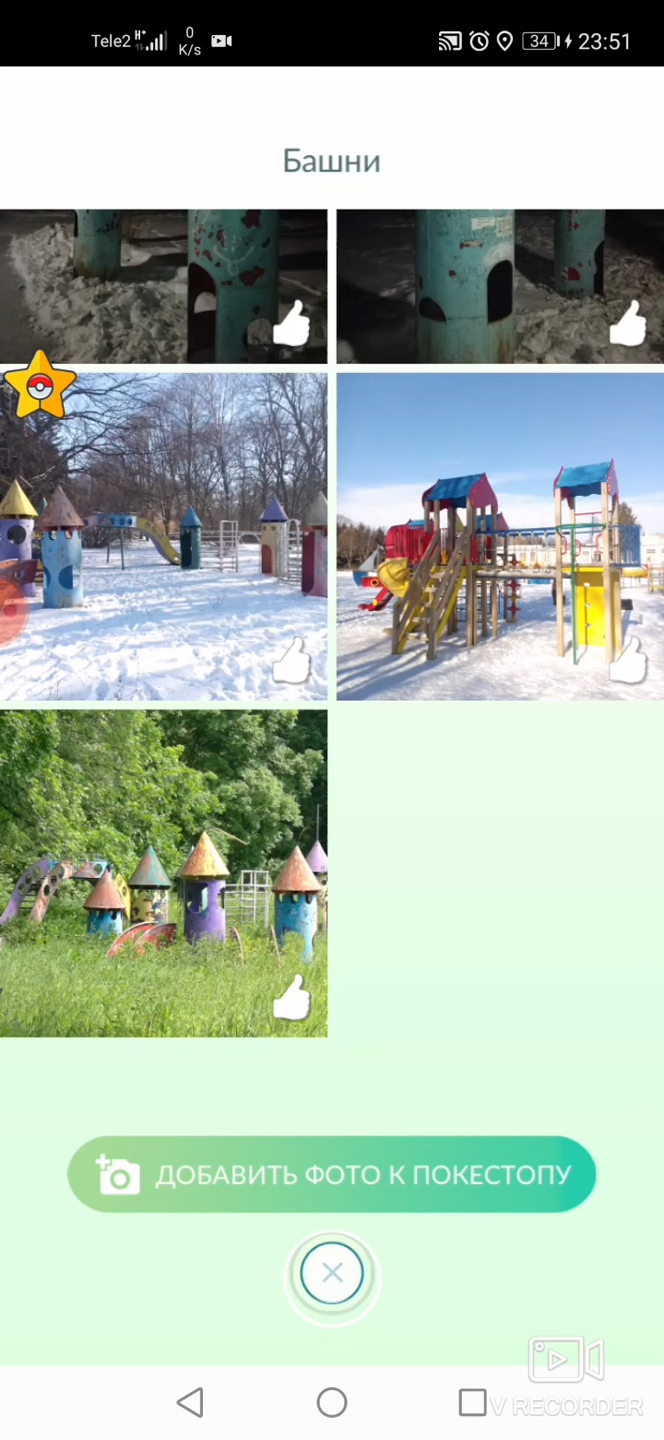 Tele2 H+ 0 K/s 34 23:51
Башни
ДОБАВИТЬ ФОТО К ПОКЕСТОПУ
V RECORDER